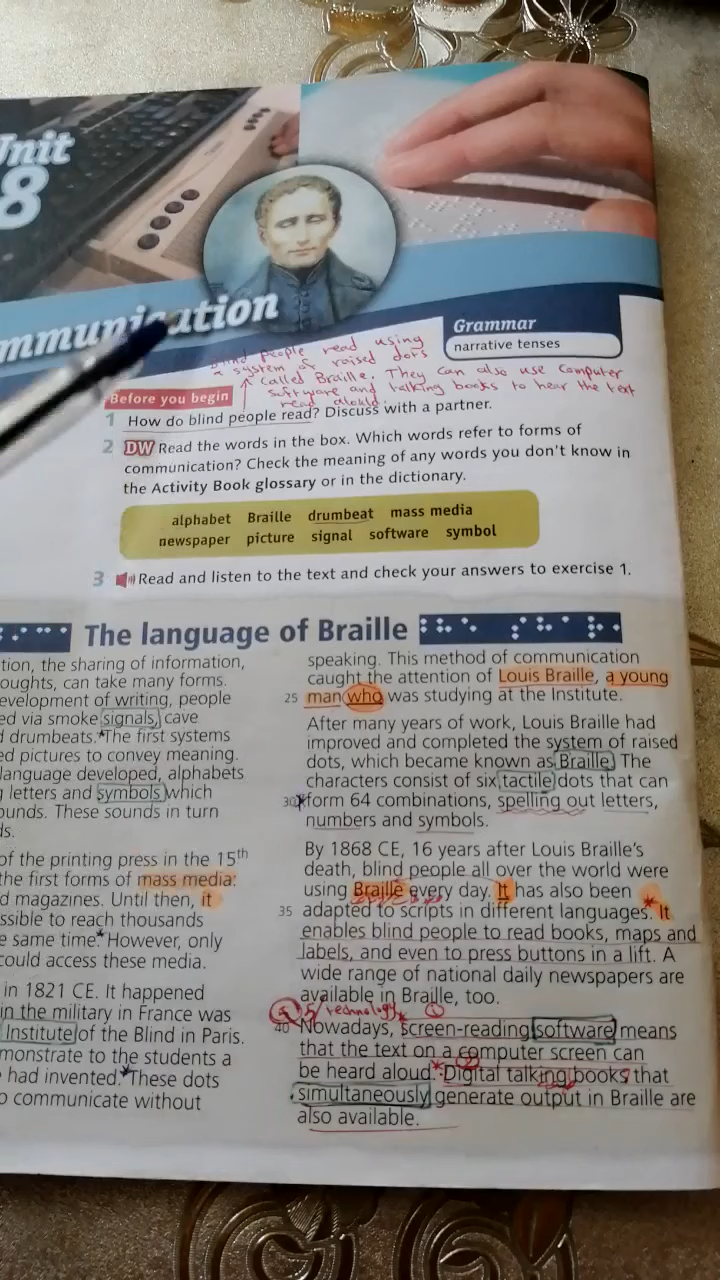 Unit
8
mmunication
Grammar
narrative tenses
Blind people read using
a system of raised dots
called Braille. They can also use computer
software and talking books to hear the text
read aloud.
Before you begin
1 How do blind people read? Discuss with a partner.
2 DW Read the words in the box. Which words refer to forms of
communication? Check the meaning of any words you don't know in
the Activity Book glossary or in the dictionary.
alphabet Braille drumbeat mass media
newspaper picture signal software symbol
3 Read and listen to the text and check your answers to exercise 1.
The language of Braille
tion, the sharing of information,
oughts, can take many forms.
evelopment of writing, people
ed via smoke signals, cave
d drumbeats.*The first systems
ed pictures to convey meaning.
language developed, alphabets
g letters and symbols which
ounds. These sounds in turn
ds.
of the printing press in the 15th
the first forms of mass media:
d magazines. Until then, it
ssible to reach thousands
e same time.* However, only
could access these media.
in 1821 CE. It happened
in the military in France was
Institute of the Blind in Paris.
monstrate to the students a
had invented.*These dots
o communicate without
speaking. This method of communication
caught the attention of Louis Braille, a young
25 man who was studying at the Institute.
After many years of work, Louis Braille had
improved and completed the system of raised
dots, which became known as Braille. The
characters consist of six tactile dots that can
30 form 64 combinations, spelling out letters,
numbers and symbols.
By 1868 CE, 16 years after Louis Braille's
death, blind people all over the world were
using Braille every day. It has also been
35 adapted to scripts in different languages.* It
enables blind people to read books, maps and
labels, and even to press buttons in a lift. A
wide range of national daily newspapers are
available in Braille, too.
technology
40 Nowadays, screen-reading software means
that the text on a computer screen can
be heard aloud.*Digital talking books that
simultaneously generate output in Braille are
also available.